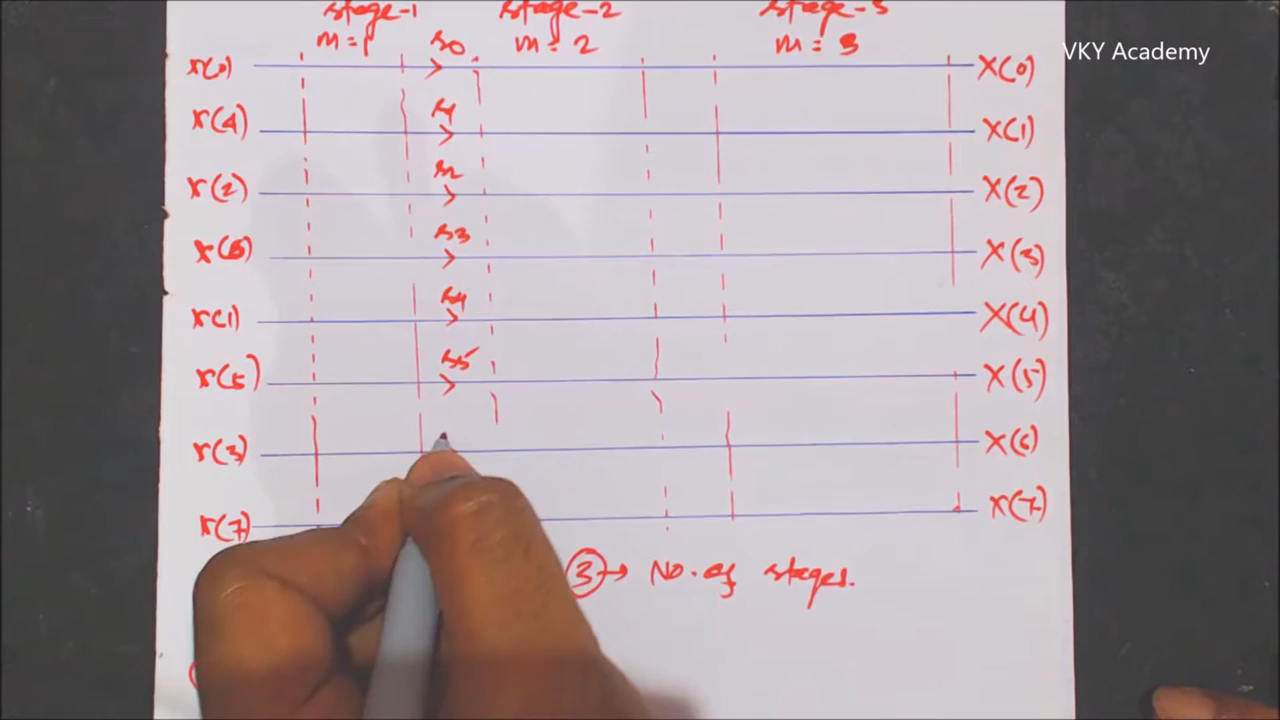 stage-1 stage-2 stage-3
m=1 m=2 m=3
VKY Academy
x(0) s0 X(0)
x(4) s1 X(1)
x(2) s2 X(2)
x(6) s3 X(3)
x(1) s4 X(4)
x(5) s5 X(5)
x(3) X(6)
x(7) X(7)
3 → No. of stages.